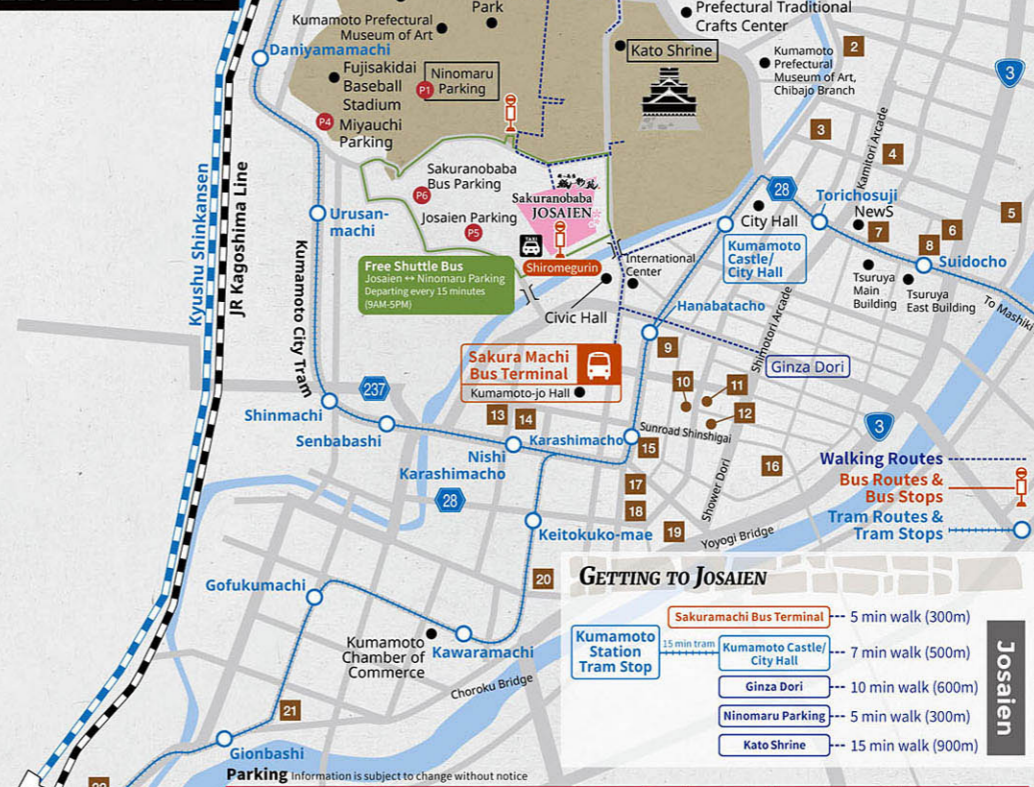 Park
Kumamoto Prefectural
Museum of Art
Prefectural Traditional
Crafts Center
Daniyamamachi
Kato Shrine
Kumamoto
Prefectural
Museum of Art,
Chibajo Branch
2
3
Fujisakidai
Baseball
Stadium
Ninomaru
Parking
P1
P4
Miyauchi
Parking
3
4
Kamitori Arcade
Kyushu Shinkansen
JR Kagoshima Line
Sakuranobaba
Bus Parking
P6
Sakuranobaba
JOSAIEN
28
Torichosuji
Urusan-
machi
Josaien Parking
P5
City Hall
NewS
5
6
7
8
TAXI
Kumamoto City Tram
Free Shuttle Bus
Josaien ↔ Ninomaru Parking
Departing every 15 minutes
(9AM-5PM)
Shiromegurin
International
Center
Kumamoto
Castle/
City Hall
Suidocho
Tsuruya
Main
Building
Tsuruya
East Building
To Mashiki
Civic Hall
Hanabatacho
Shimotori Arcade
Sakura Machi
Bus Terminal
Kumamoto-jo Hall
9
Ginza Dori
10
11
12
237
Shinmachi
Senbabashi
13
14
Karashimacho
Sunroad Shinshigai
15
3
Nishi
Karashimacho
16
Walking Routes
28
17
18
Shower Dori
Bus Routes &
Bus Stops
Tram Routes &
Tram Stops
Keitokuko-mae
19
Yoyogi Bridge
Gofukumachi
20
GETTING TO JOSAIEN
Sakuramachi Bus Terminal
5 min walk (300m)
Kumamoto
Station
Tram Stop
15 min tram
Kumamoto Castle/
City Hall
7 min walk (500m)
Ginza Dori
10 min walk (600m)
Ninomaru Parking
5 min walk (300m)
Kato Shrine
15 min walk (900m)
Josaien
Kumamoto
Chamber of
Commerce
Kawaramachi
Choroku Bridge
21
Gionbashi
Parking Information is subject to change without notice